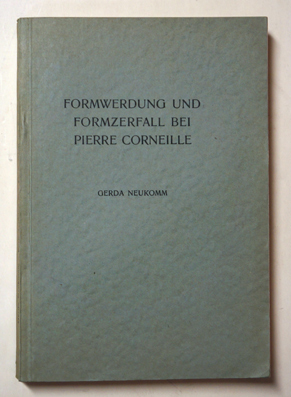 FORMWERDUNG UND
FORMZERFALL BEI
PIERRE CORNEILLE
GERDA NEUKOMM